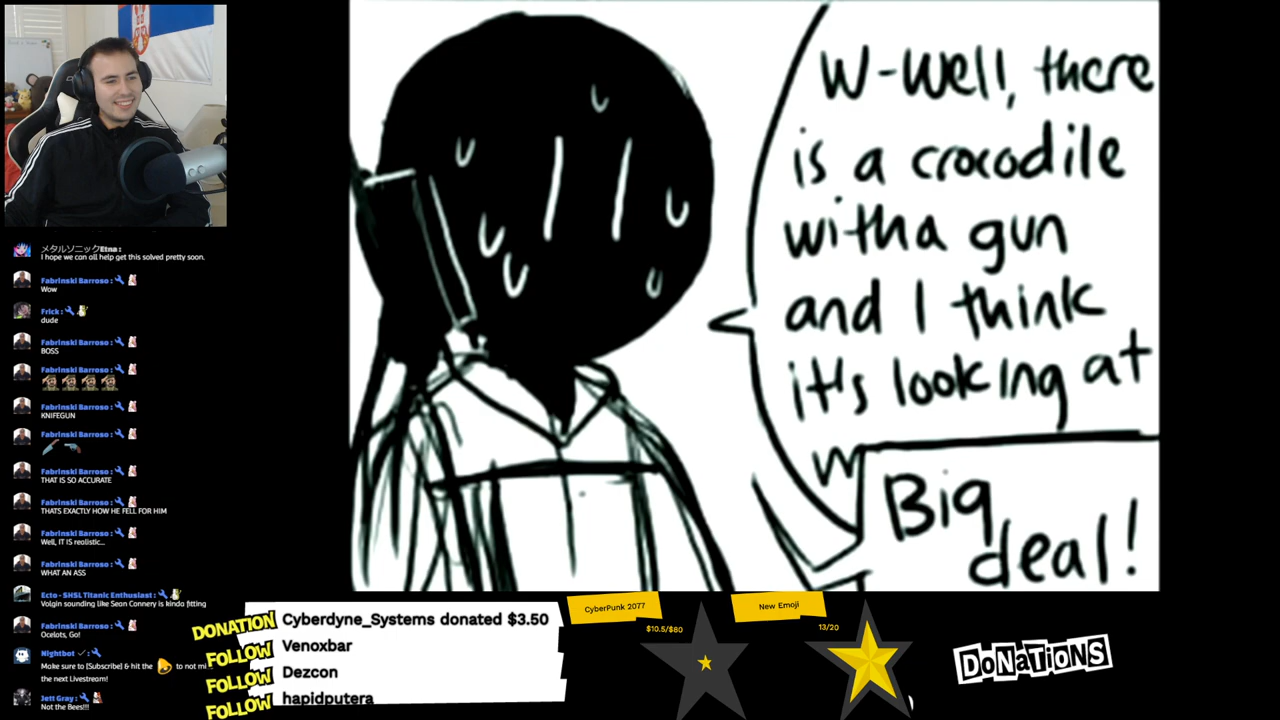 W-Well, there
is a crocodile
with a gun
and I think
it's looking at
Big
deal!
メタルソニックEtna :
I hope we can all help get this solved pretty soon.
Fabrinski Barroso :
Wow
Frick :
dude
Fabrinski Barroso :
BOSS
Fabrinski Barroso :
Fabrinski Barroso :
KNIFEGUN
Fabrinski Barroso :
Fabrinski Barroso :
THAT IS SO ACCURATE
Fabrinski Barroso :
THATS EXACTLY HOW HE FELL FOR HIM
Fabrinski Barroso :
Well, IT IS realistic...
Fabrinski Barroso :
WHAT AN ASS
Ecto - SHSL Titanic Enthusiast :
Volgin sounding like Sean Connery is kinda fitting
Fabrinski Barroso :
Ocelots, Go!
Nightbot ✓ :
Make sure to [Subscribe] & hit the to not mi
the next Livestream!
Jett Gray :
Not the Bees!!!
DONATION Cyberdyne_Systems donated $3.50
FOLLOW Venoxbar
FOLLOW Dezcon
FOLLOW hapidputera
CyberPunk 2077
$10.5/$80
New Emoji
13/20
DoNATiONS